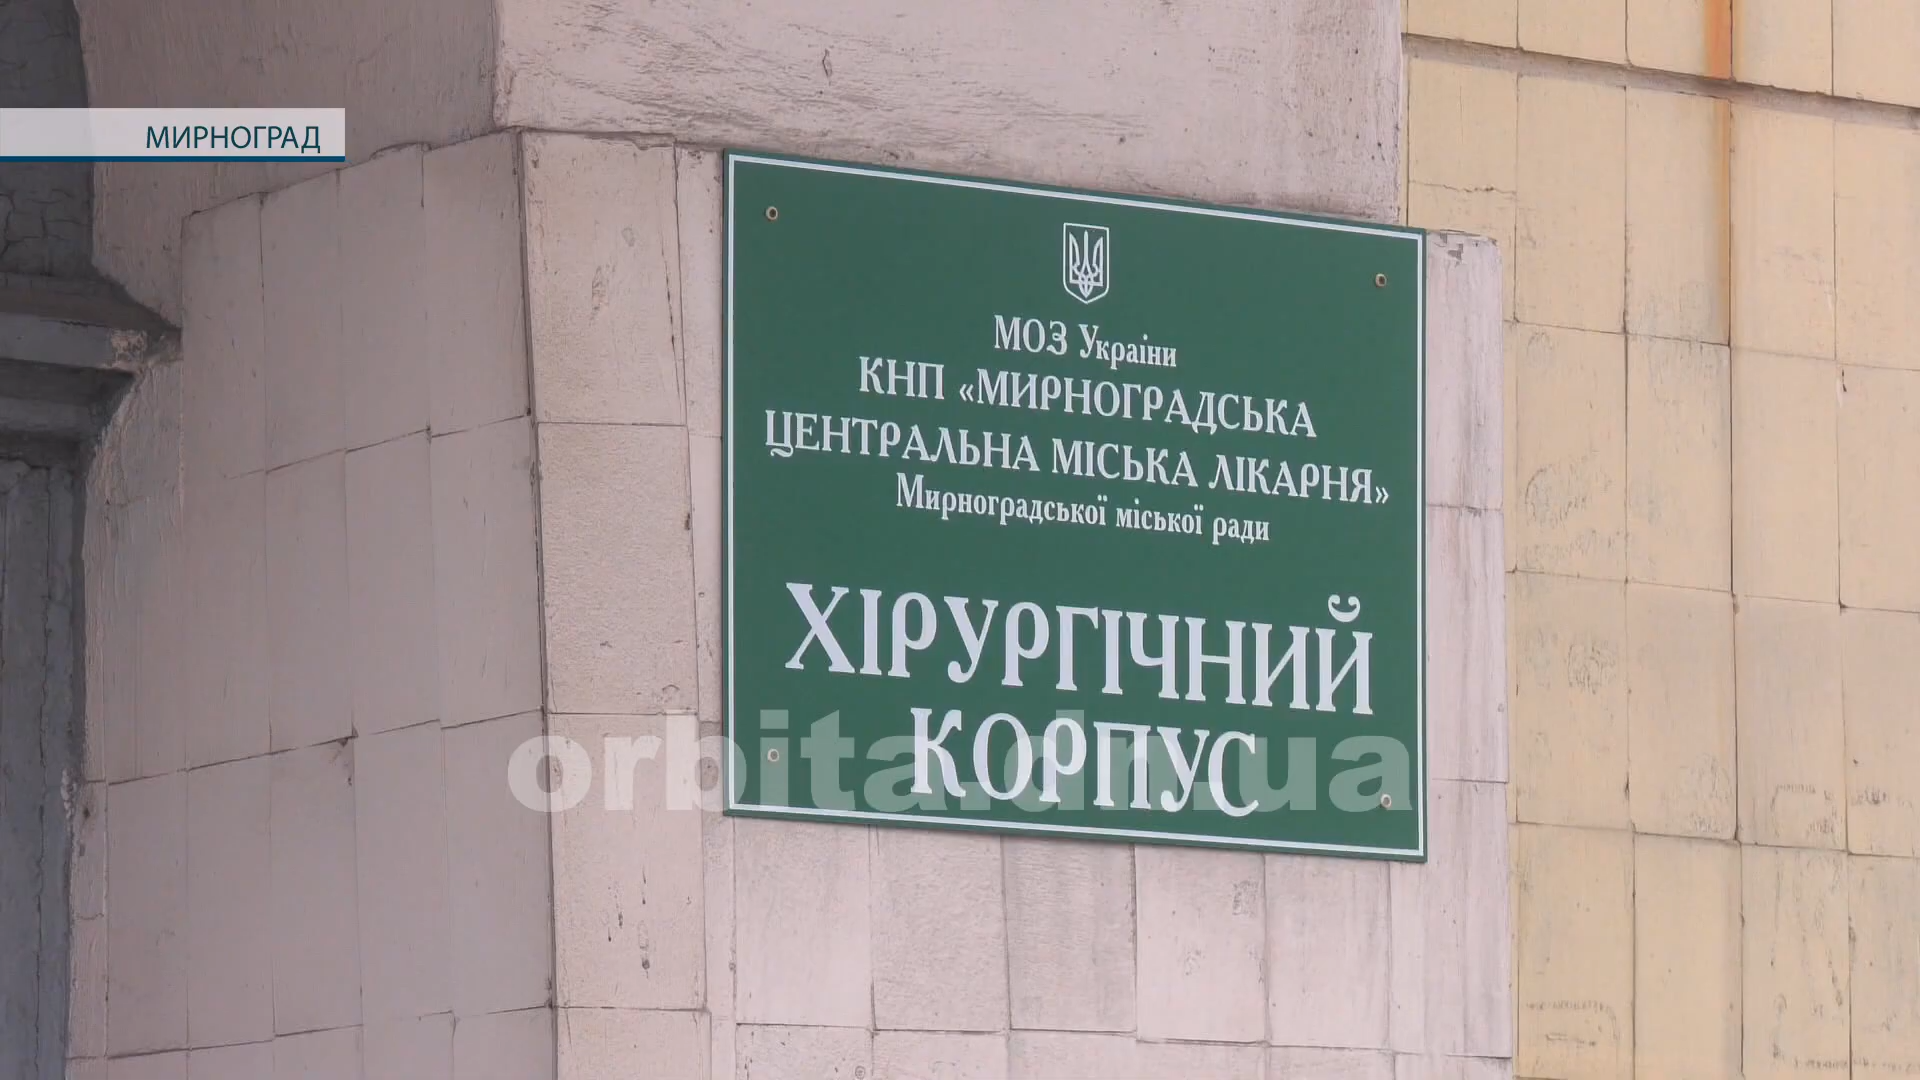 МИРНОГРАД
МОЗ України
КНП «МИРНОГРАДСЬКА
ЦЕНТРАЛЬНА МІСЬКА ЛІКАРНЯ»
Мирноградської міської ради
ХІРУРГІЧНИЙ
КОРПУС
orbita.dn.ua